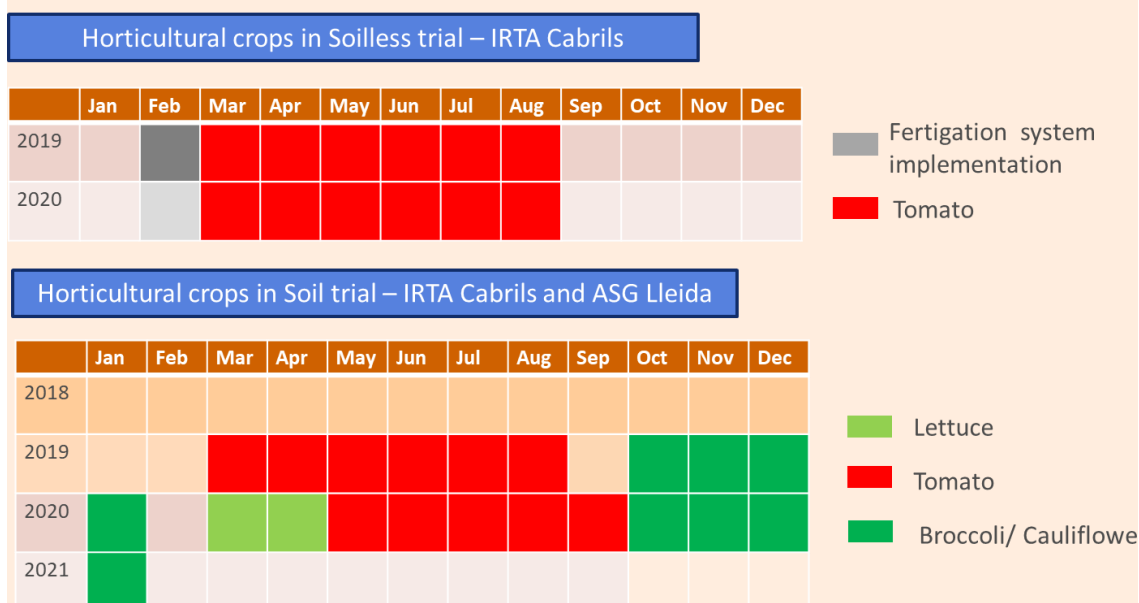 Horticultural crops in Soilless trial – IRTA Cabrils
Jan Feb Mar Apr May Jun Jul Aug Sep Oct Nov Dec
2019
2020
Fertigation system
implementation
Tomato
Horticultural crops in Soil trial – IRTA Cabrils and ASG Lleida
Jan Feb Mar Apr May Jun Jul Aug Sep Oct Nov Dec
2018
2019
2020
2021
Lettuce
Tomato
Broccoli/ Cauliflowe